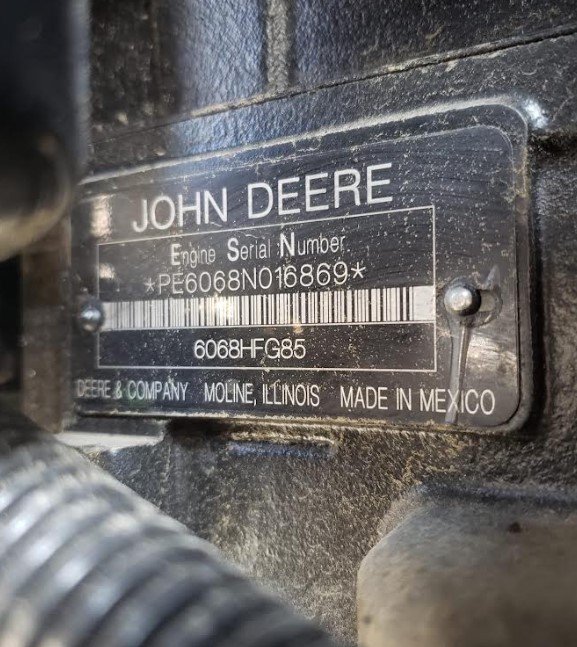 JOHN DEERE
Engine Serial Number
*PE6068N016869*
6068HFG85
DEERE & COMPANY MOLINE, ILLINOIS MADE IN MEXICO